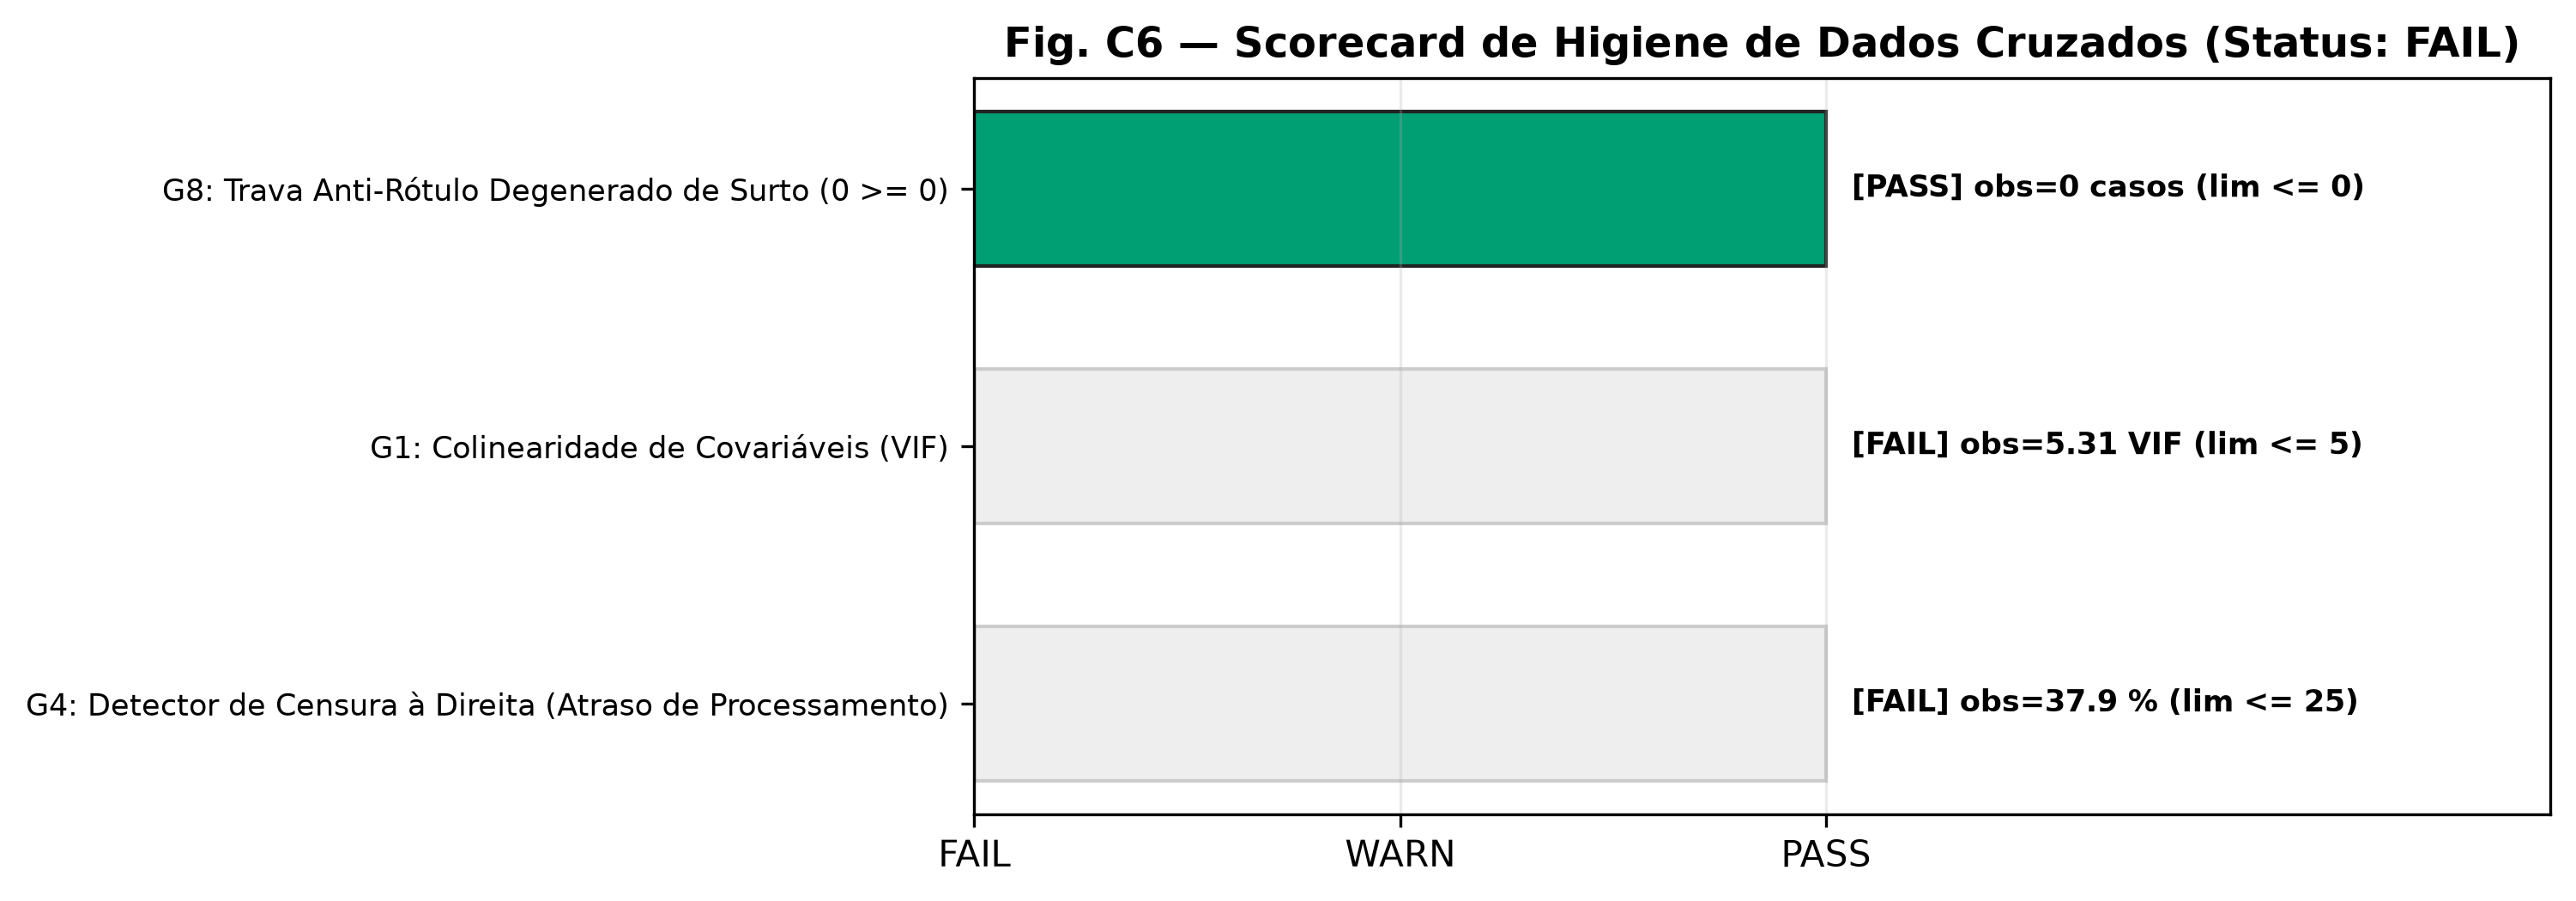 Fig. C6 — Scorecard de Higiene de Dados Cruzados (Status: FAIL)
G8: Trava Anti-Rótulo Degenerado de Surto (0 >= 0)
[PASS] obs=0 casos (lim <= 0)
G1: Colinearidade de Covariáveis (VIF)
[FAIL] obs=5.31 VIF (lim <= 5)
G4: Detector de Censura à Direita (Atraso de Processamento)
[FAIL] obs=37.9 % (lim <= 25)
FAIL WARN PASS